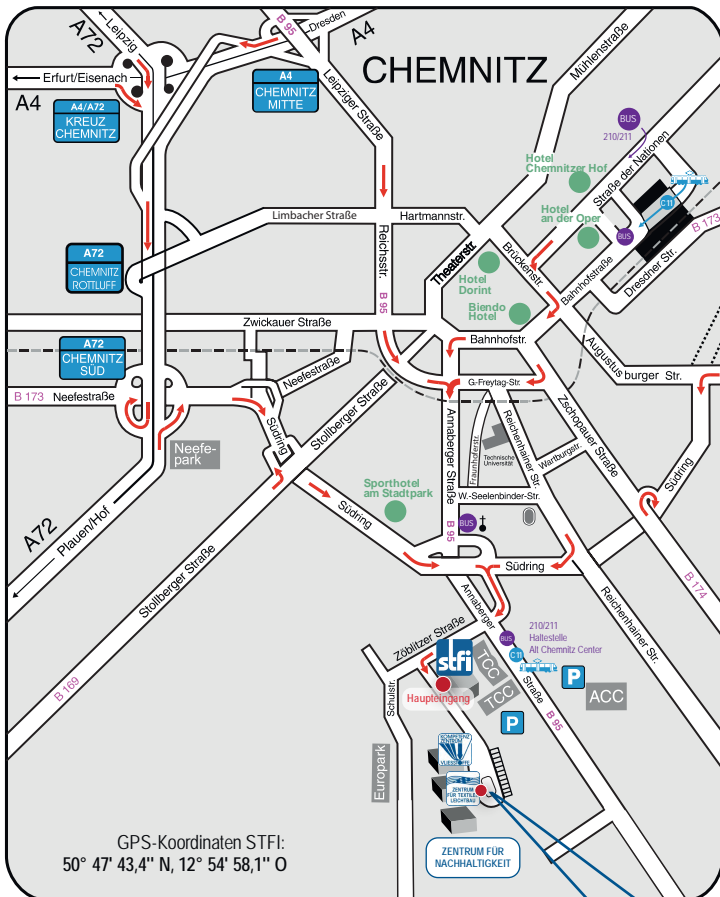 A72
Leipzig
B 95
Dresden
A4
Erfurt/Eisenach
A4
A4/A72
KREUZ
CHEMNITZ
A4
CHEMNITZ
MITTE
Leipziger Straße
CHEMNITZ
Mühlenstraße
BUS
210/211
Straße der Nationen
Hotel
Chemnitzer Hof
Hotel
an der Oper
C11
BUS
B 173
Limbacher Straße
Hartmannstr.
Reichsstr.
Theaterstr.
Brückenstr.
Bahnhofstraße
Dresdner Str.
A72
CHEMNITZ
ROTTLUFF
Hotel
Dorint
Biendo
Hotel
B 95
Zwickauer Straße
Bahnhofstr.
Augustusburger Str.
A72
CHEMNITZ
SÜD
Neefestraße
G.-Freytag-Str.
B 173
Neefestraße
Südring
Stollberger Straße
Annaberger Straße
Fraunhoferstr.
Reichenhainer Str.
Zschopauer Straße
Neefe-
park
Technische
Universität
Wartburgstr.
A72
Plauen/Hof
Sporthotel
am Stadtpark
W.-Seelenbinder-Str.
Südring
Südring
BUS
B 95
Südring
B 174
Stollberger Straße
Annaberger
Straße
Reichenhainer Str.
Zöblitzer Straße
210/211
Haltestelle
Alt Chemnitz Center
BUS
C11
stfi
TCC
TCC
P
ACC
B 169
Schulstr.
Haupteingang
P
B 95
Europark
KOMPETENZ
ZENTRUM
VLIESSTOFFE
ZENTRUM
FÜR TEXTILEN
LEICHTBAU
GPS-Koordinaten STFI:
50° 47' 43,4'' N, 12° 54' 58,1'' O
ZENTRUM FÜR
NACHHALTIGKEIT